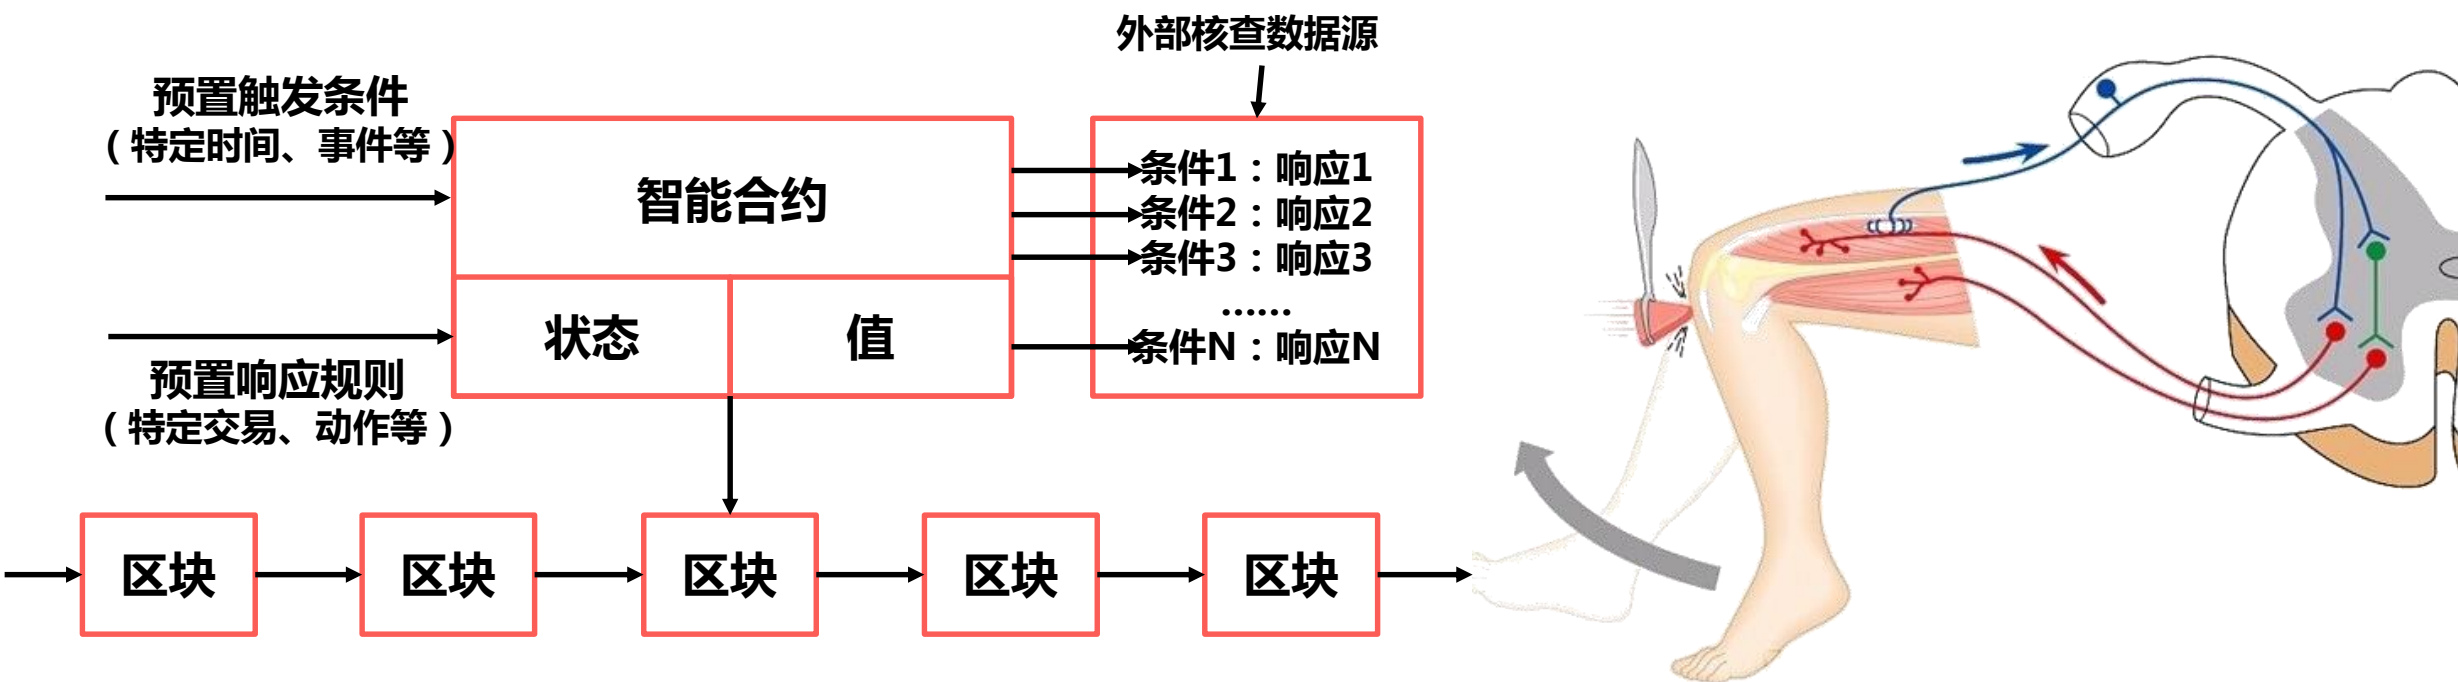 外部核查数据源
预置触发条件
（特定时间、事件等）
智能合约
条件1：响应1
条件2：响应2
条件3：响应3
……
条件N：响应N
状态
值
预置响应规则
（特定交易、动作等）
区块
区块
区块
区块
区块